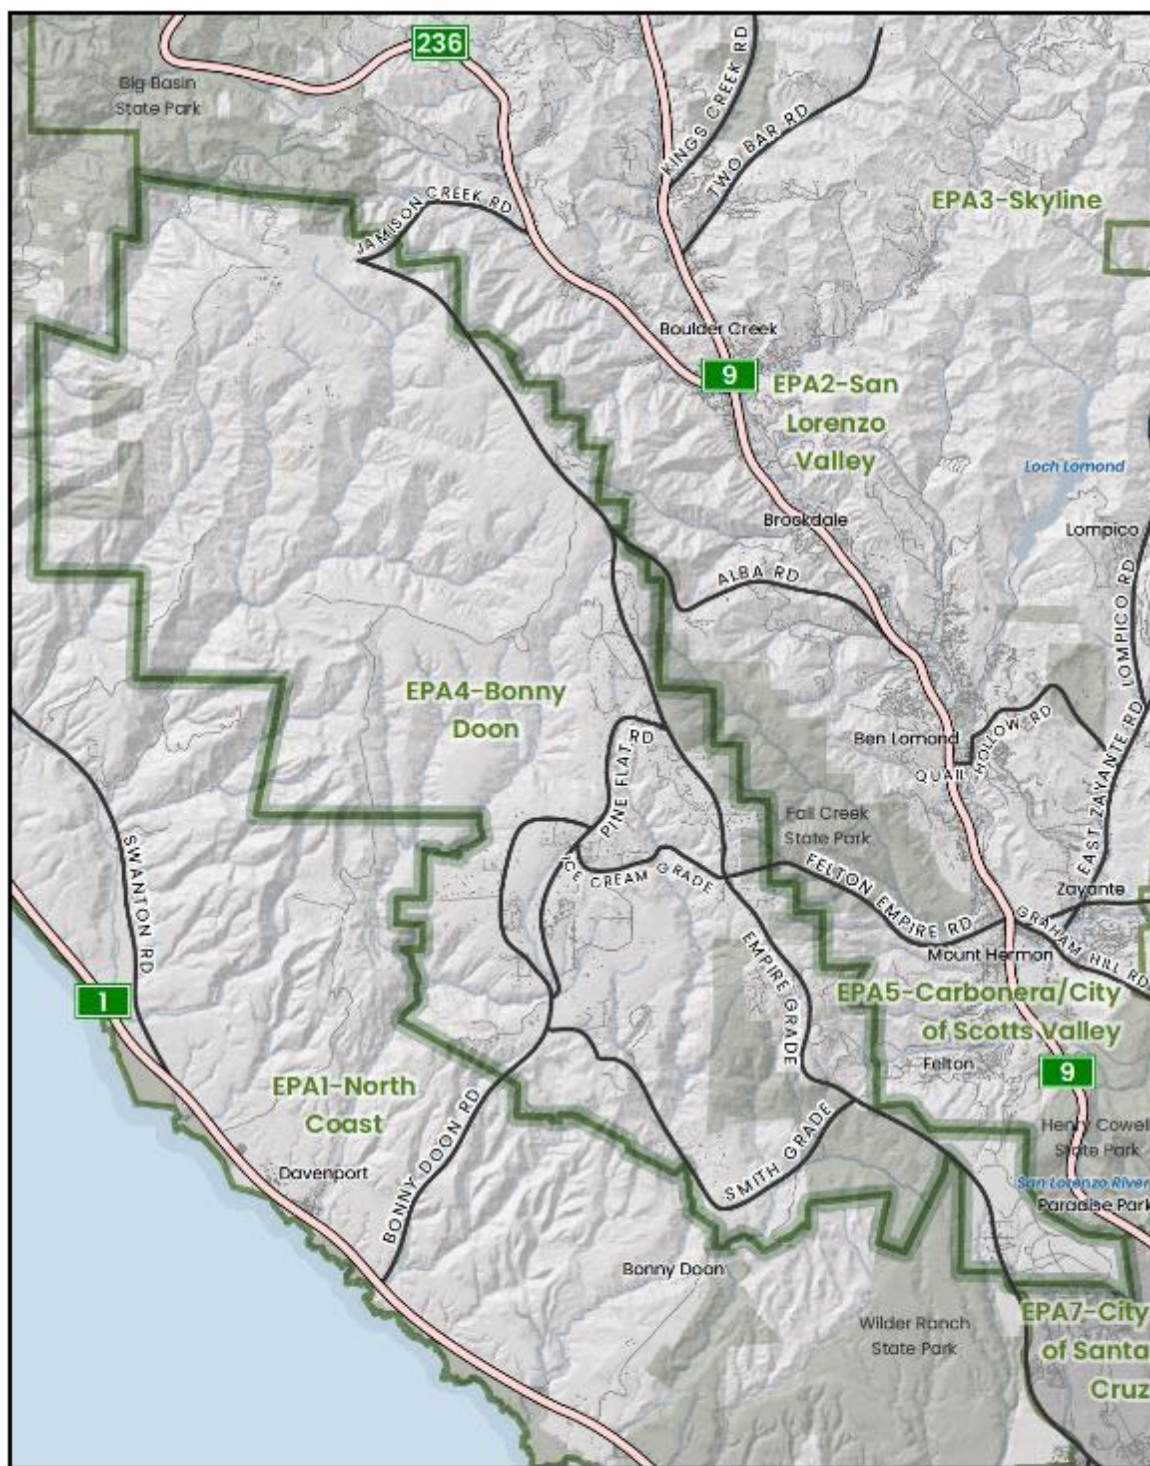 236
KINGS CREEK RD
Big Basin
State Park
TWO BAR RD
JAMISON CREEK RD
EPA3-Skyline
Boulder Creek
9
EPA2-San
Lorenzo
Valley
Loch Lomond
Brookdale
Lompico
ALBA RD
LOMPICO RD
EPA4-Bonny
Doon
PINE FLAT RD
Ben Lomond
QUAIL HOLLOW RD
EAST ZAYANTE RD
SWANTON RD
Fall Creek
State Park
ICE CREAM GRADE
FELTON EMPIRE RD
Zayante
GRAHAM HILL RD
EMPIRE GRADE
Mount Hermon
1
EPA5-Carbonera/City
of Scotts Valley
Felton
9
EPA1-North
Coast
BONNY DOON RD
SMITH GRADE
Henry Cowell
State Park
Davenport
San Lorenzo River
Paradise Park
Bonny Doon
Wilder Ranch
State Park
EPA7-City
of Santa
Cruz